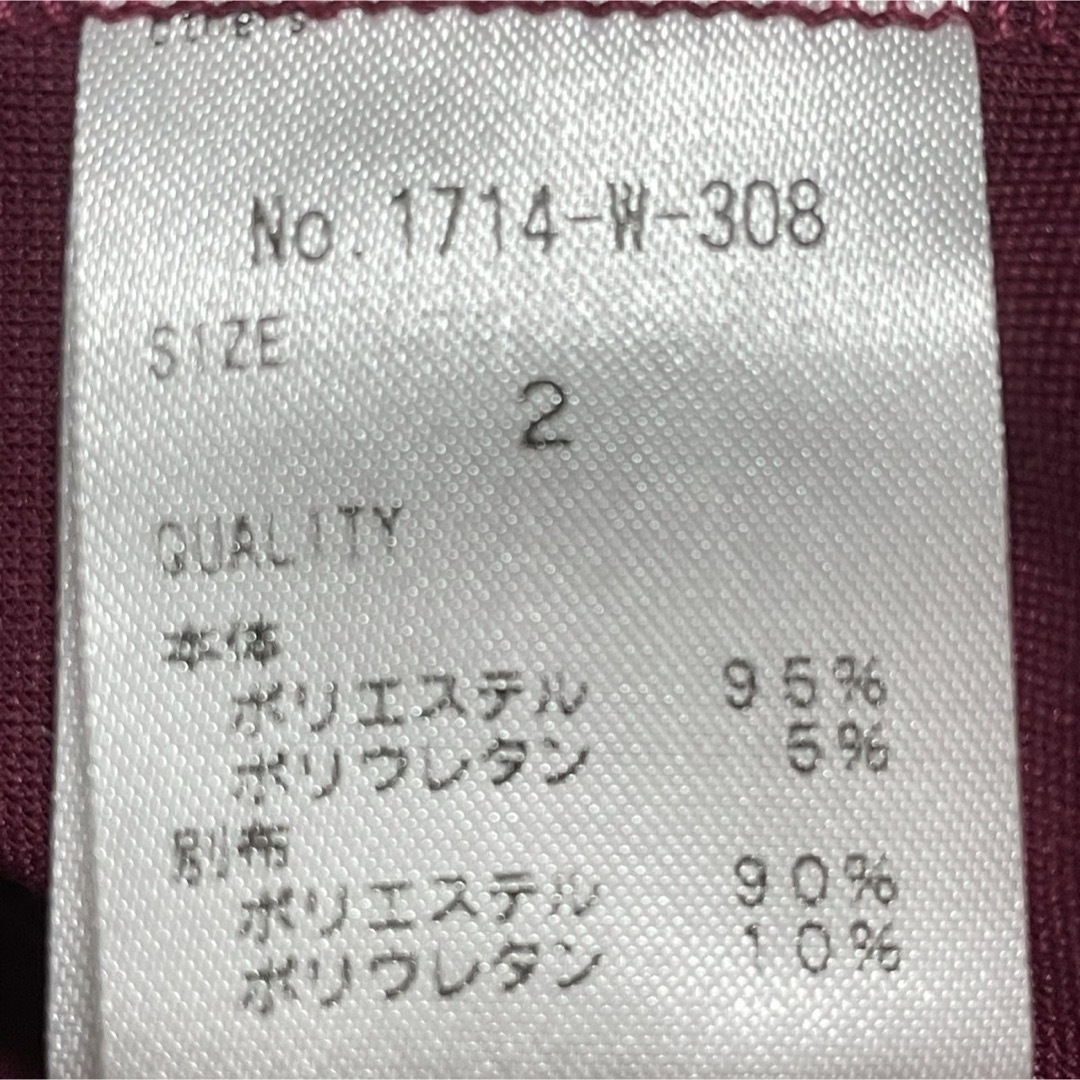 No. 1714-W-308
SIZE
2
QUALITY
本体
ポリエステル 95%
ポリウレタン 5%
別布
ポリエステル 90%
ポリウレタン 10%